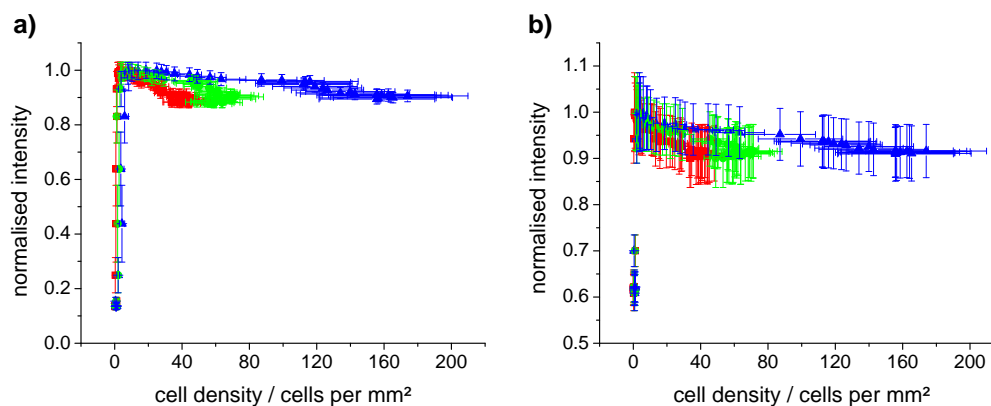 a)
1.0
0.8
0.6
0.4
0.2
0.0
normalised intensity
0 40 80 120 160 200
cell density / cells per mm²
b)
1.1
1.0
0.9
0.8
0.7
0.6
0.5
normalised intensity
0 40 80 120 160 200
cell density / cells per mm²